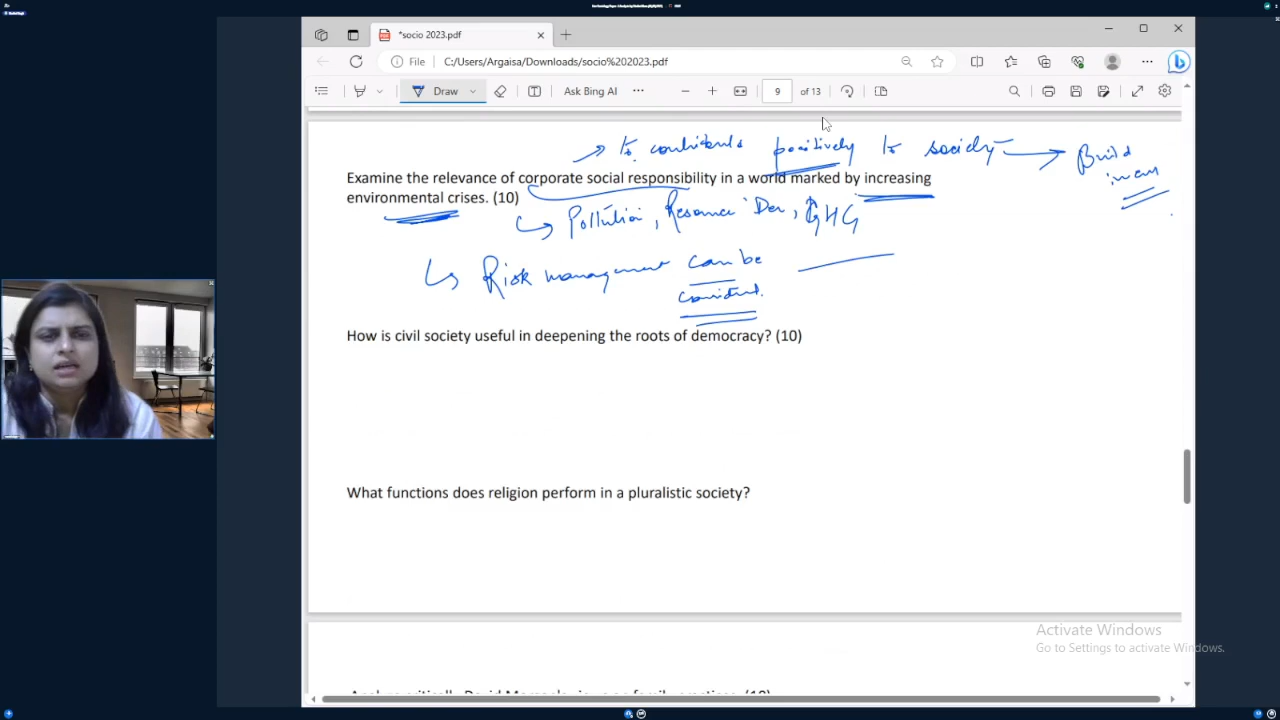 *socio 2023.pdf
File C:/Users/Argaisa/Downloads/socio%202023.pdf
Draw Ask Bing AI 9 of 13
to positively to society Build
Examine the relevance of corporate social responsibility in a world marked by increasing
environmental crises. (10)
Pollution, Resource Dev, GHG
Risk management can be
How is civil society useful in deepening the roots of democracy? (10)
What functions does religion perform in a pluralistic society?
Activate Windows
Go to Settings to activate Windows.